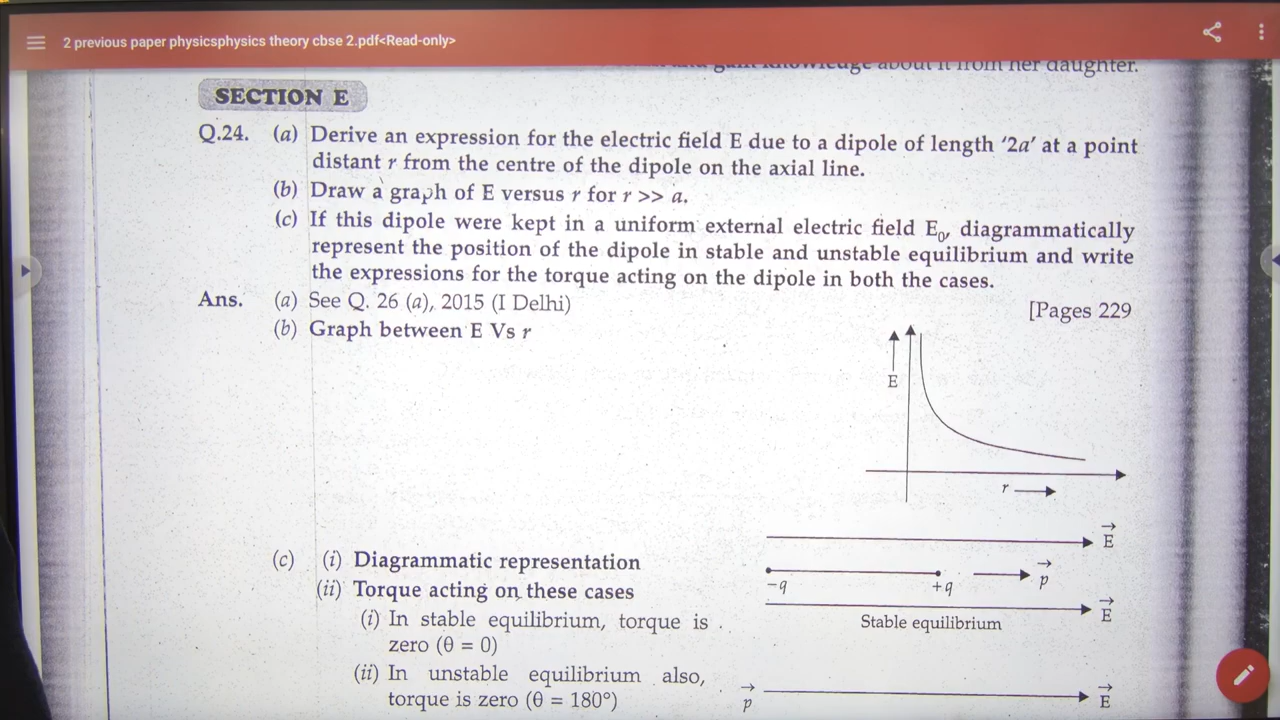 2 previous paper physicsphysics theory cbse 2.pdf<Read-only>
knowledge about it from her daughter.
SECTION E
Q.24. (a) Derive an expression for the electric field E due to a dipole of length '2a' at a point
distant r from the centre of the dipole on the axial line.
(b) Draw a graph of E versus r for r >> a.
(c) If this dipole were kept in a uniform external electric field E₀, diagrammatically
represent the position of the dipole in stable and unstable equilibrium and write
the expressions for the torque acting on the dipole in both the cases.
Ans. (a) See Q. 26 (a), 2015 (I Delhi) [Pages 229
(b) Graph between E Vs r
E
r
(c) (i) Diagrammatic representation
(ii) Torque acting on these cases
(i) In stable equilibrium, torque is
zero (θ = 0)
(ii) In unstable equilibrium also,
torque is zero (θ = 180°)
E
−q +q p
E
Stable equilibrium
p E